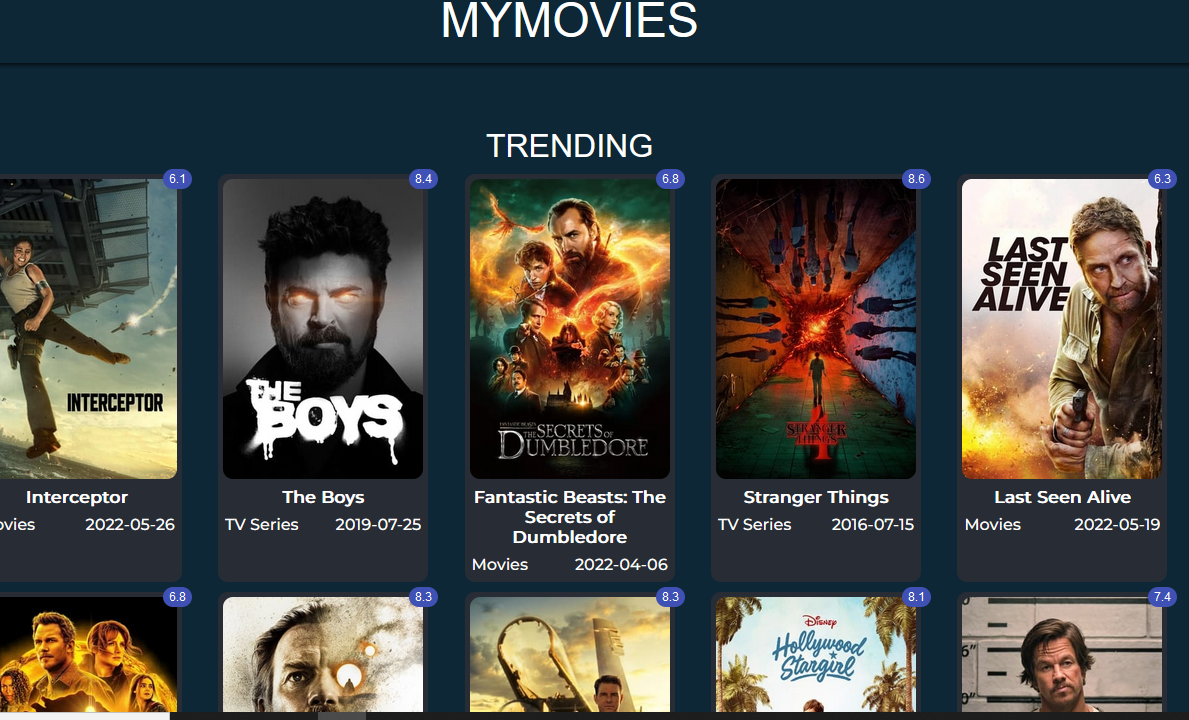 MYMOVIES
TRENDING
6.1
8.4
6.8
8.6
6.3
INTERCEPTOR
THE
BOYS
FANTASTIC BEASTS
THE SECRETS OF
DUMBLEDORE
STRANGER
THINGS
4
LAST
SEEN
ALIVE
Interceptor
ovies 2022-05-26
The Boys
TV Series 2019-07-25
Fantastic Beasts: The
Secrets of
Dumbledore
Movies 2022-04-06
Stranger Things
TV Series 2016-07-15
Last Seen Alive
Movies 2022-05-19
6.8
8.3
8.3
8.1
7.4
Disney
Hollywood
Stargirl
6"